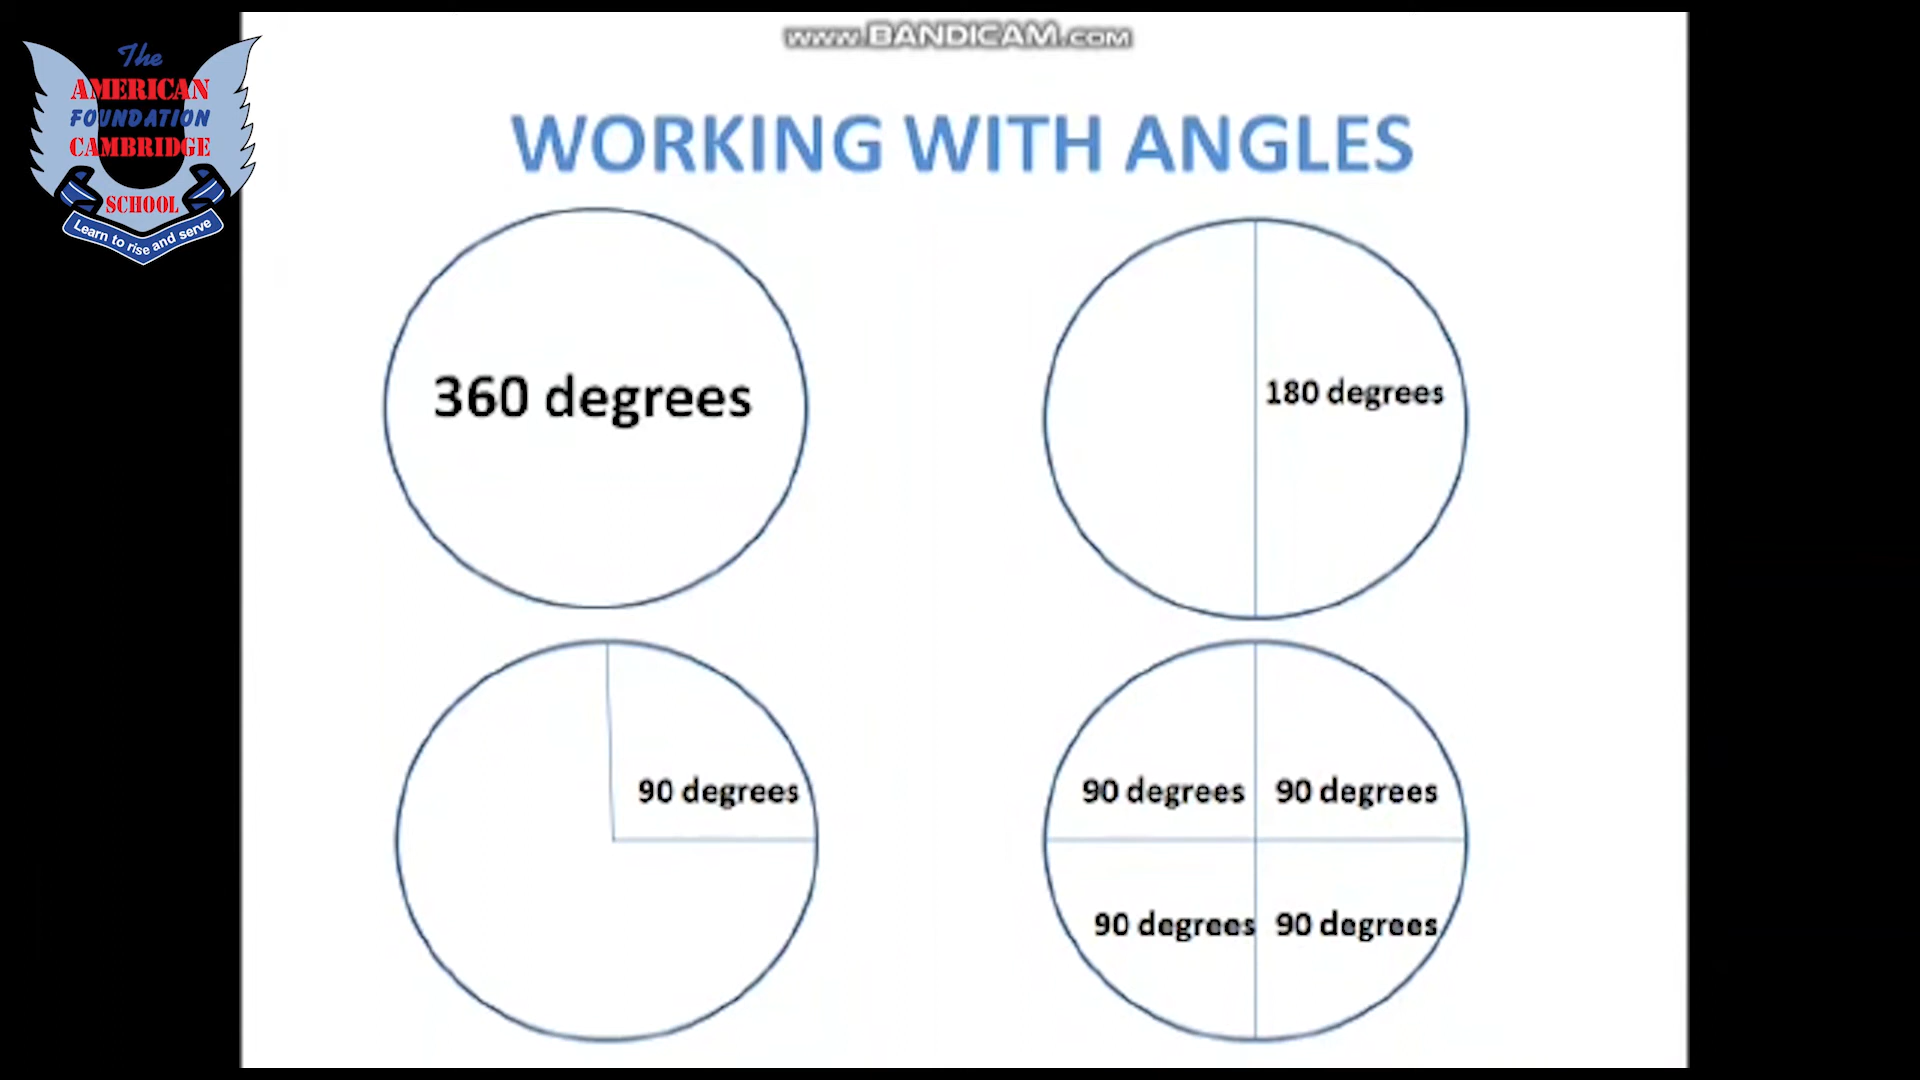 www.BANDICAM.com
The
AMERICAN
FOUNDATION
CAMBRIDGE
SCHOOL
Learn to rise and serve
WORKING WITH ANGLES
360 degrees
180 degrees
90 degrees
90 degrees 90 degrees
90 degrees 90 degrees